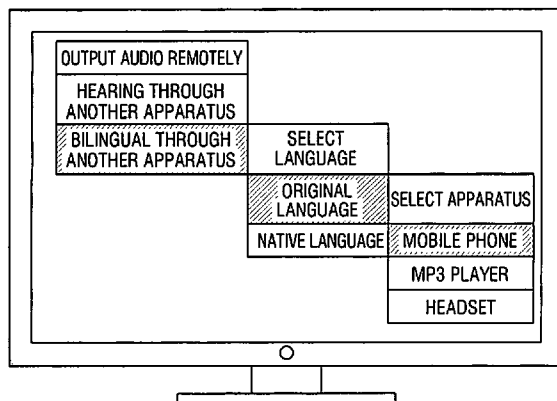 OUTPUT AUDIO REMOTELY
HEARING THROUGH
ANOTHER APPARATUS
BILINGUAL THROUGH
ANOTHER APPARATUS
SELECT
LANGUAGE
ORIGINAL
LANGUAGE
NATIVE LANGUAGE
SELECT APPARATUS
MOBILE PHONE
MP3 PLAYER
HEADSET